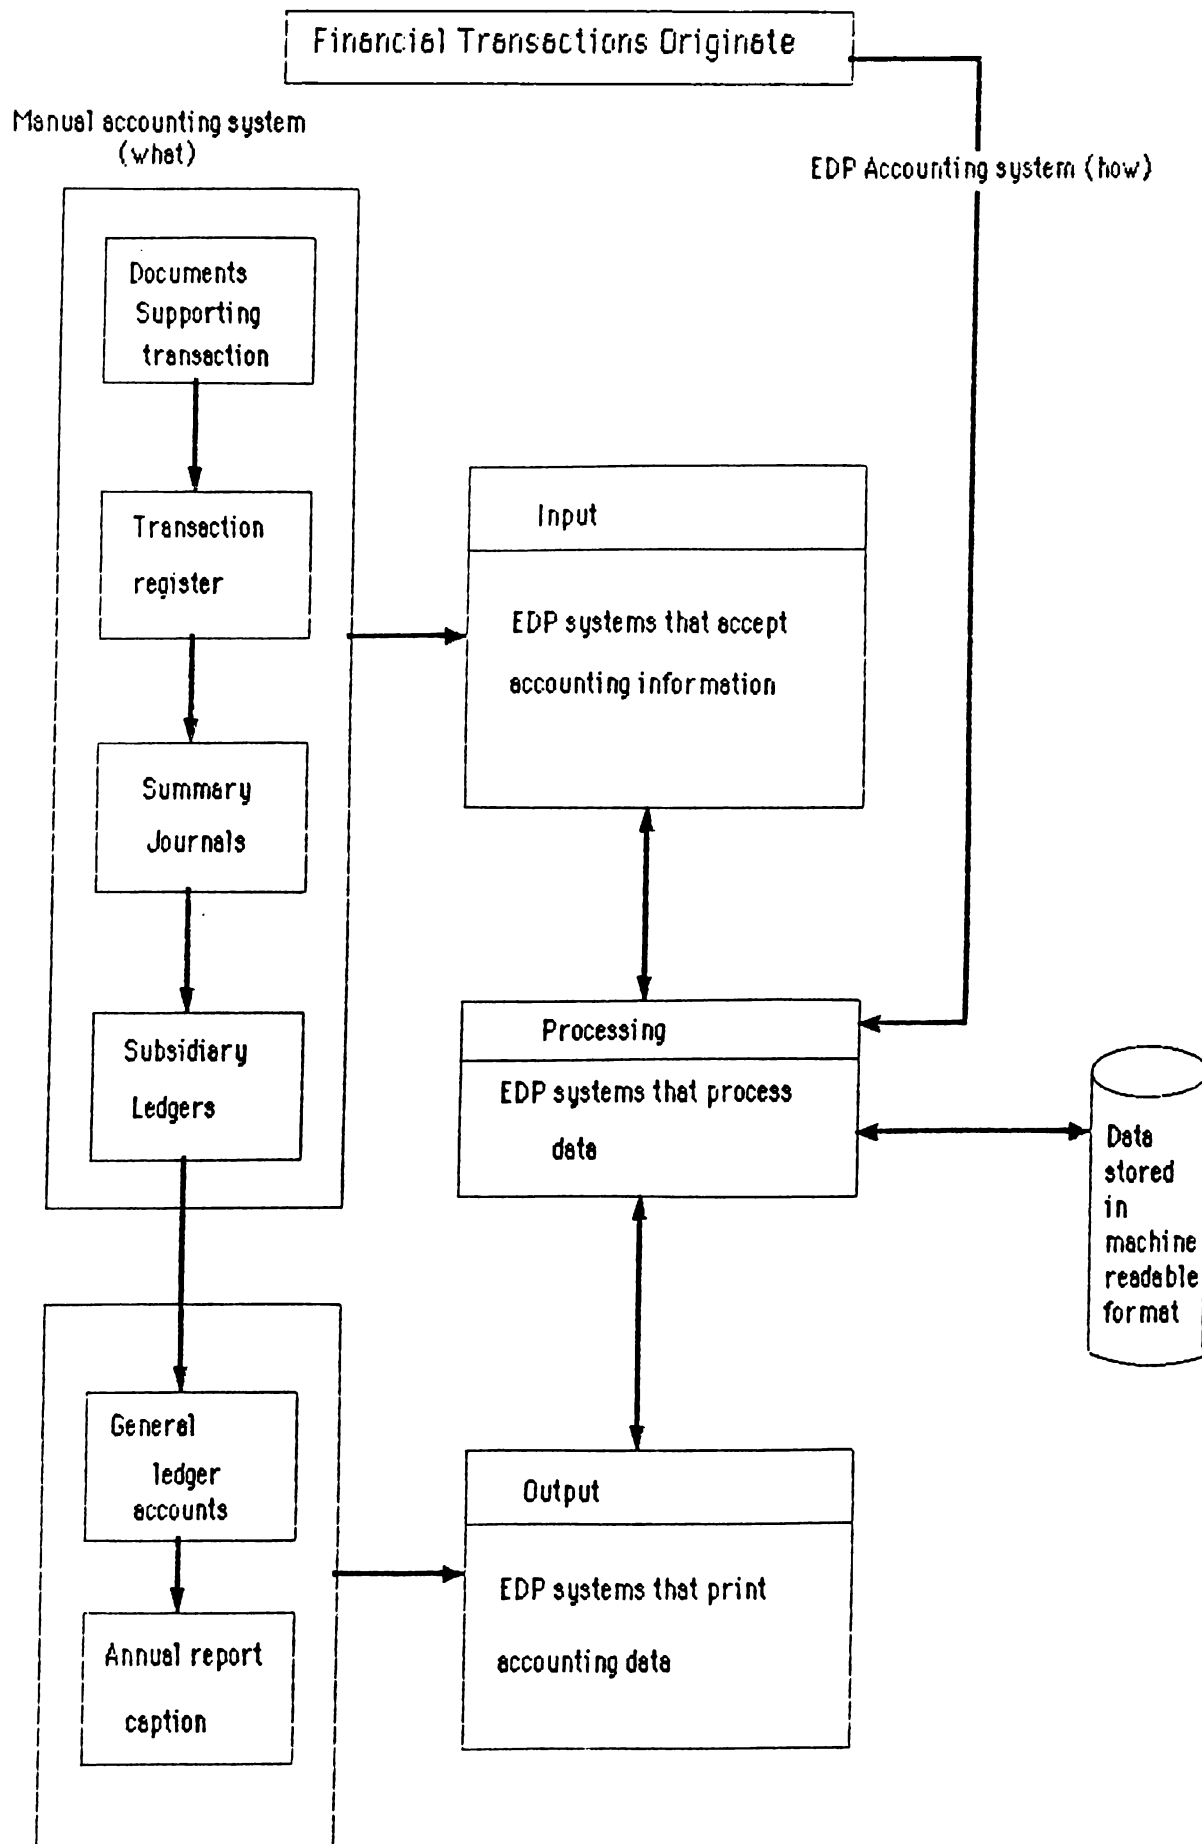 Financial Transactions Originate
Manual accounting system
(what)
EDP Accounting system (how)
Documents
Supporting
transaction
Transaction
register
Summary
Journals
Subsidiary
Ledgers
General
ledger
accounts
Annual report
caption
Input
EDP systems that accept
accounting information
Processing
EDP systems that process
data
Data
stored
in
machine
readable
format
Output
EDP systems that print
accounting data